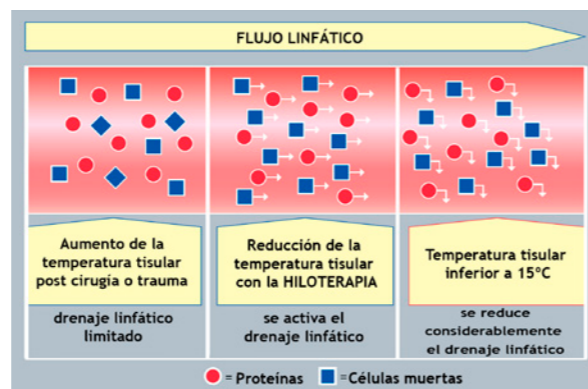 FLUJO LINFÁTICO
Aumento de la
temperatura tisular
post cirugía o trauma
drenaje linfático
limitado
Reducción de la
temperatura tisular
con la HILOTERAPIA
se activa el
drenaje linfático
Temperatura tisular
inferior a 15°C
se reduce
considerablemente
el drenaje linfático
= Proteínas = Células muertas